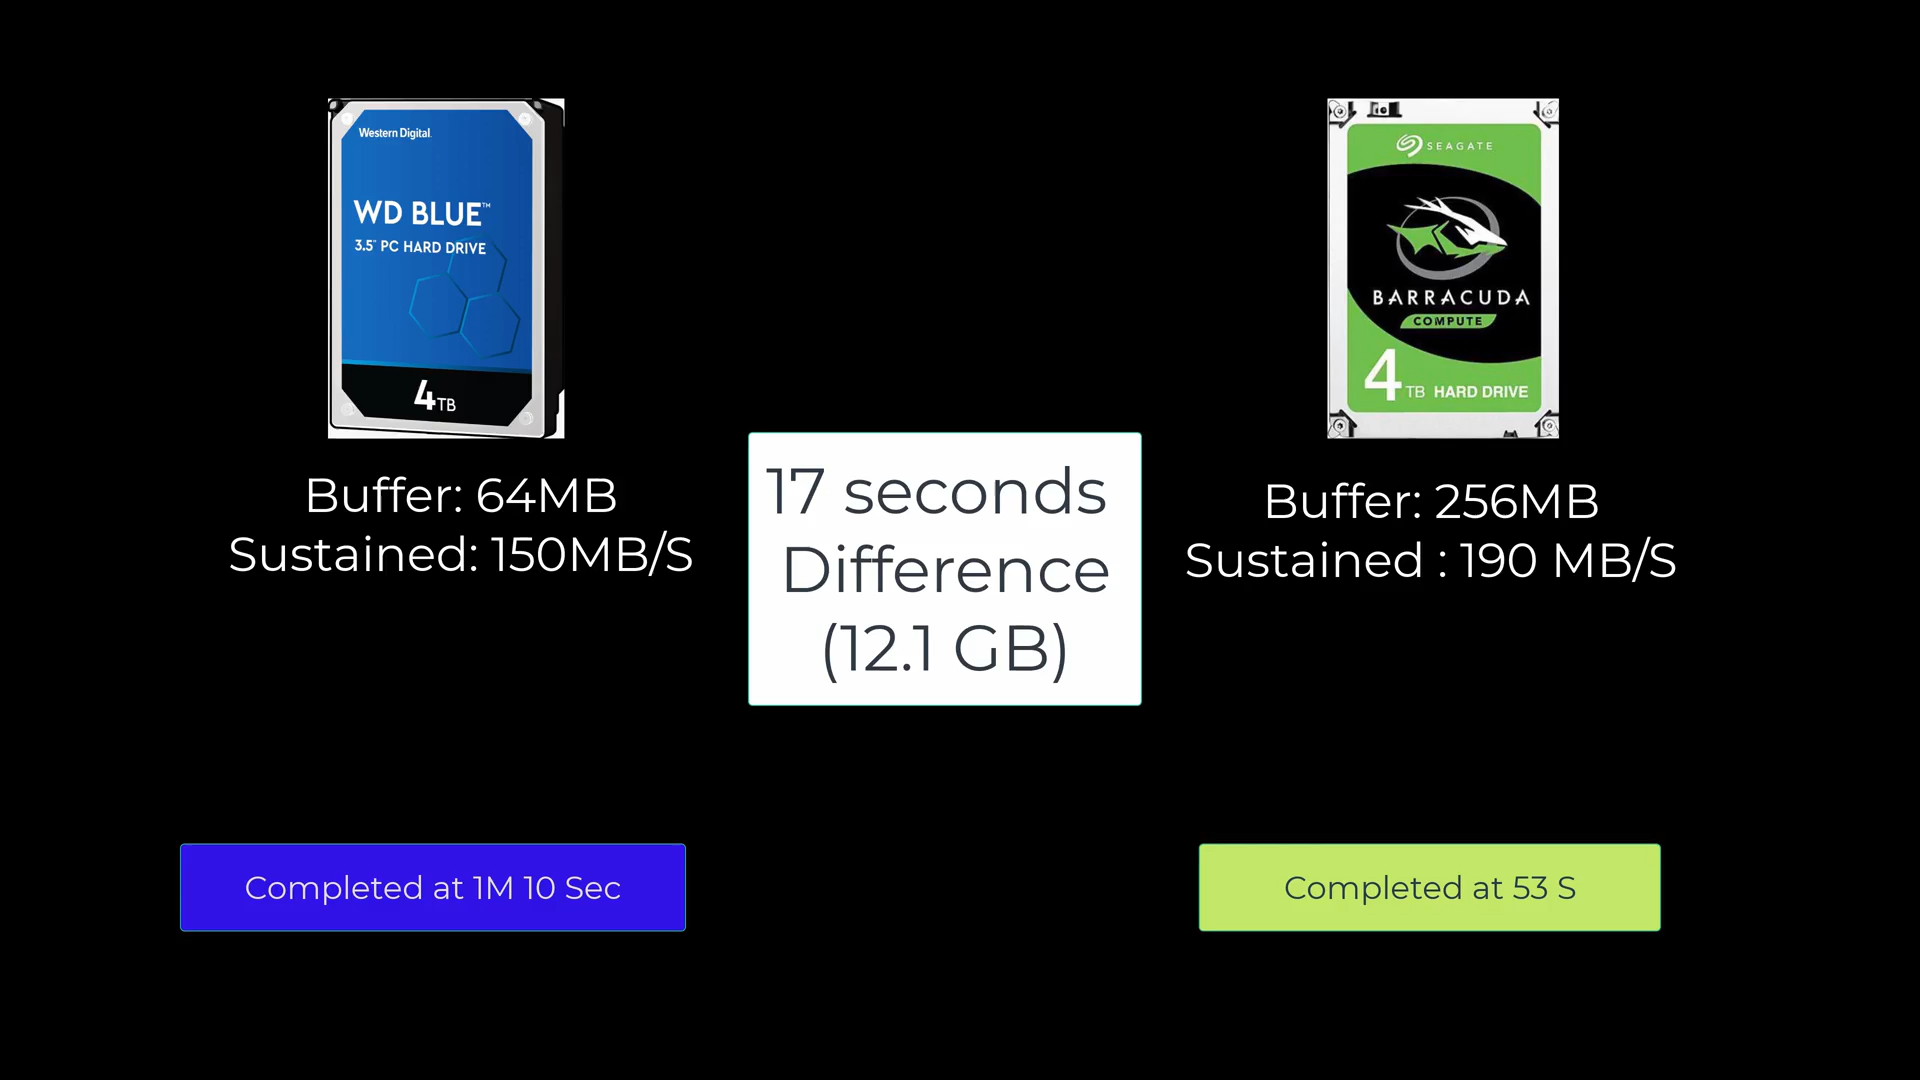 Western Digital
WD BLUE™
3.5" PC HARD DRIVE
4TB
Buffer: 64MB
Sustained: 150MB/S
Completed at 1M 10 Sec
17 seconds
Difference
(12.1 GB)
SEAGATE
BARRACUDA
COMPUTE
4 TB HARD DRIVE
Buffer: 256MB
Sustained : 190 MB/S
Completed at 53 S